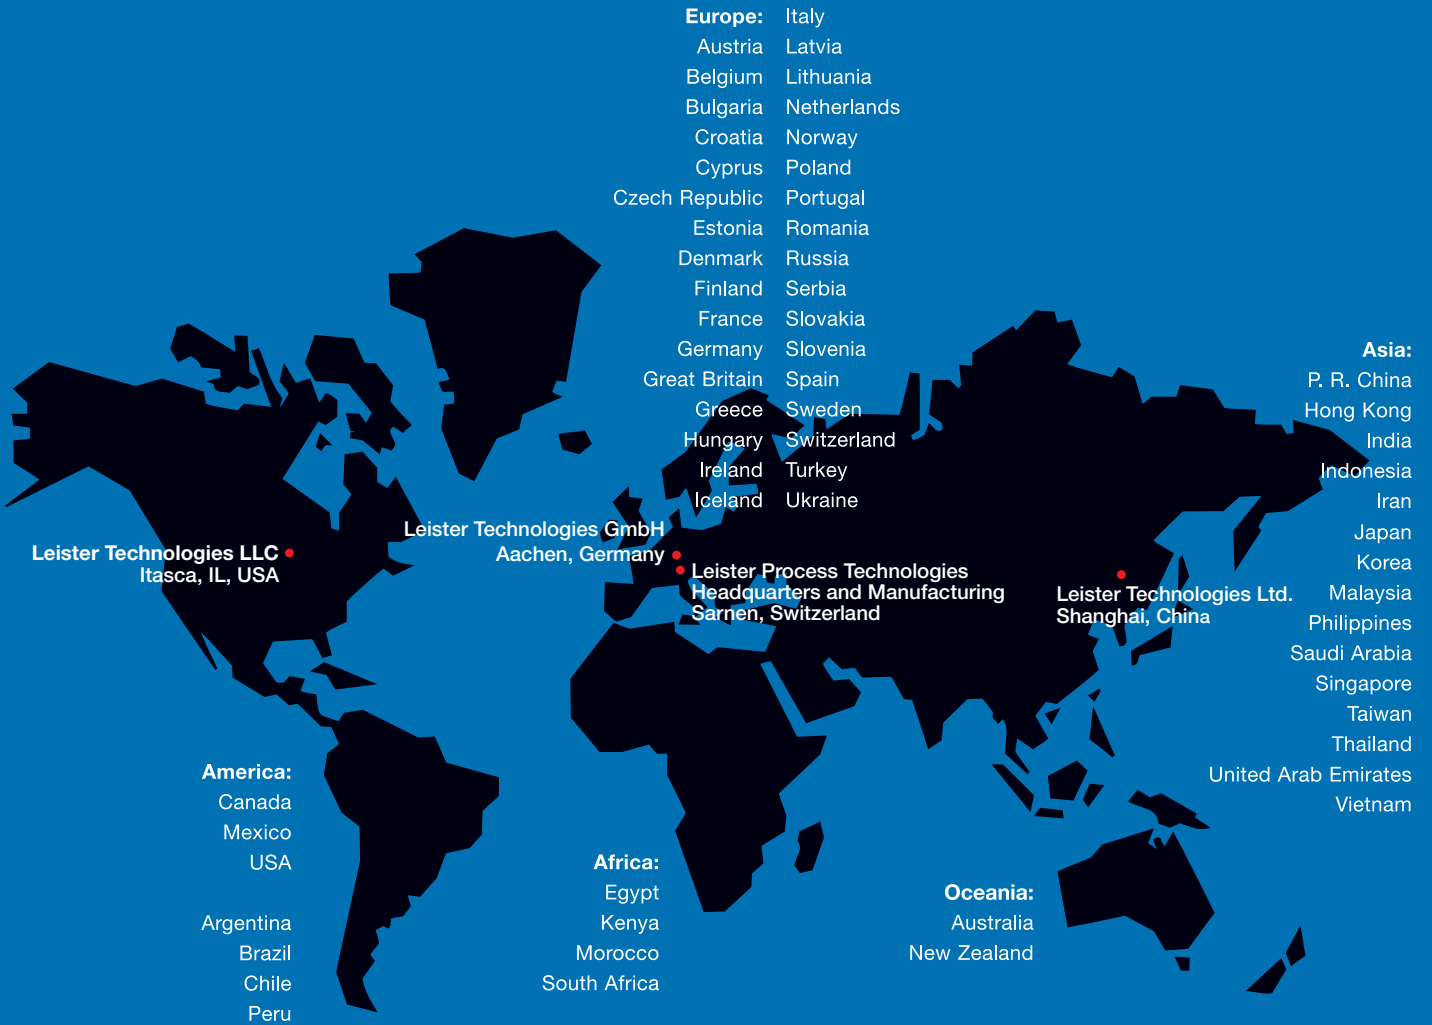 Europe:
Austria
Belgium
Bulgaria
Croatia
Cyprus
Czech Republic
Estonia
Denmark
Finland
France
Germany
Great Britain
Greece
Hungary
Ireland
Iceland
Italy
Latvia
Lithuania
Netherlands
Norway
Poland
Portugal
Romania
Russia
Serbia
Slovakia
Slovenia
Spain
Sweden
Switzerland
Turkey
Ukraine
Asia:
P. R. China
Hong Kong
India
Indonesia
Iran
Japan
Korea
Malaysia
Philippines
Saudi Arabia
Singapore
Taiwan
Thailand
United Arab Emirates
Vietnam
Leister Technologies LLC
Itasca, IL, USA
Leister Technologies GmbH
Aachen, Germany
Leister Process Technologies
Headquarters and Manufacturing
Sarnen, Switzerland
Leister Technologies Ltd.
Shanghai, China
America:
Canada
Mexico
USA
Argentina
Brazil
Chile
Peru
Africa:
Egypt
Kenya
Morocco
South Africa
Oceania:
Australia
New Zealand